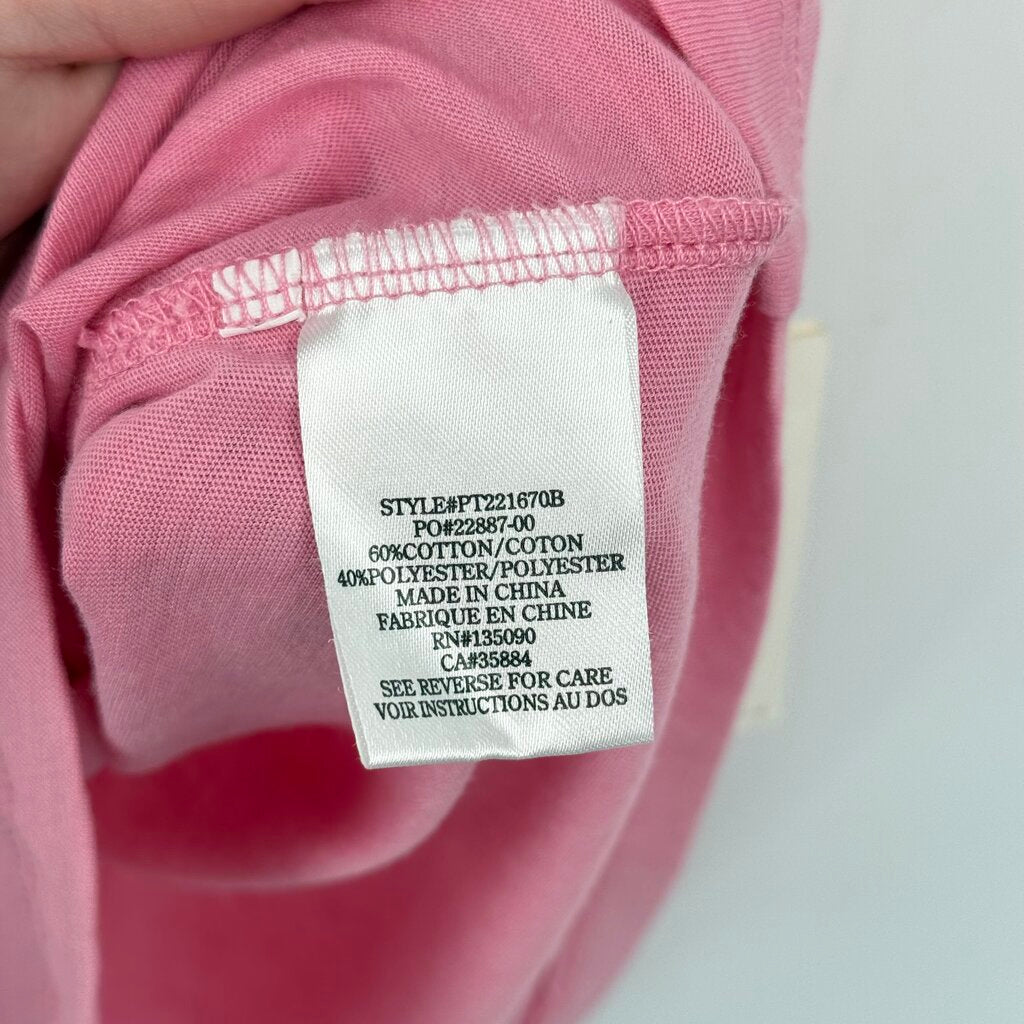 STYLE#PT221670B
PO#22887-00
60%COTTON/COTON
40%POLYESTER/POLYESTER
MADE IN CHINA
FABRIQUE EN CHINE
RN#135090
CA#35884
SEE REVERSE FOR CARE
VOIR INSTRUCTIONS AU DOS